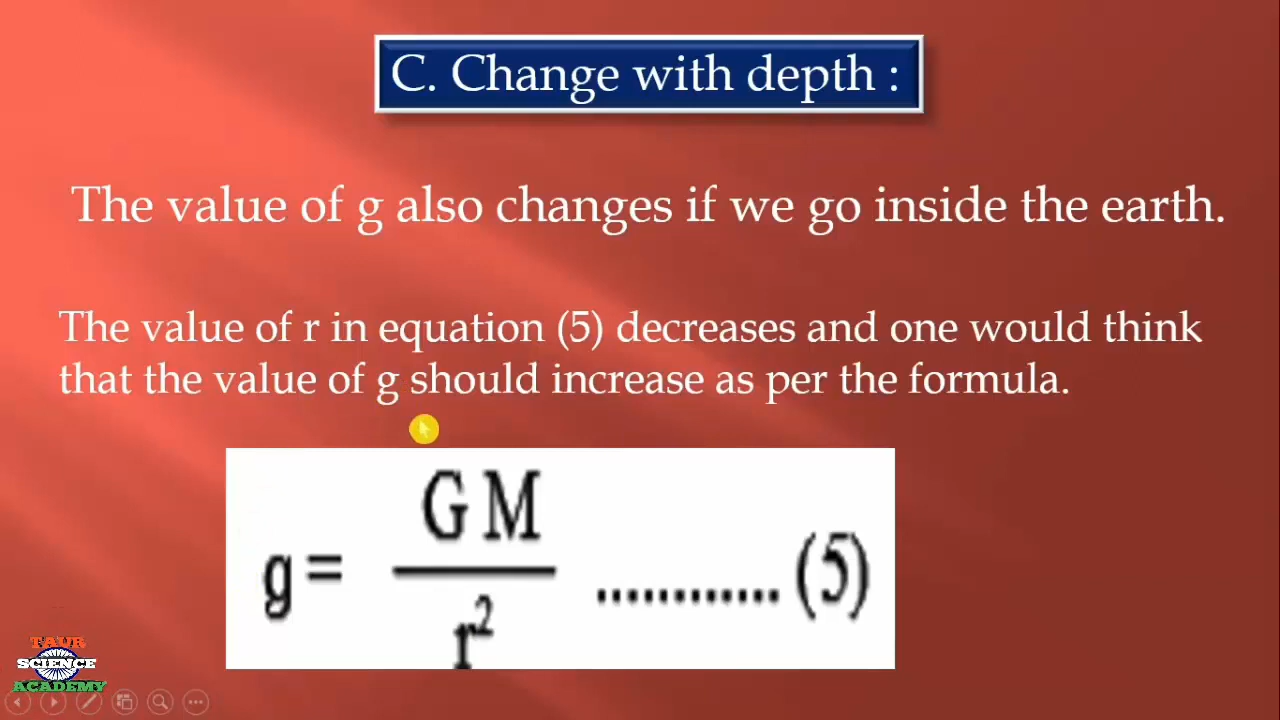 C. Change with depth :
The value of g also changes if we go inside the earth.
The value of r in equation (5) decreases and one would think
that the value of g should increase as per the formula.
G M
g = ............ (5)
r²
TAUR
SCIENCE
ACADEMY